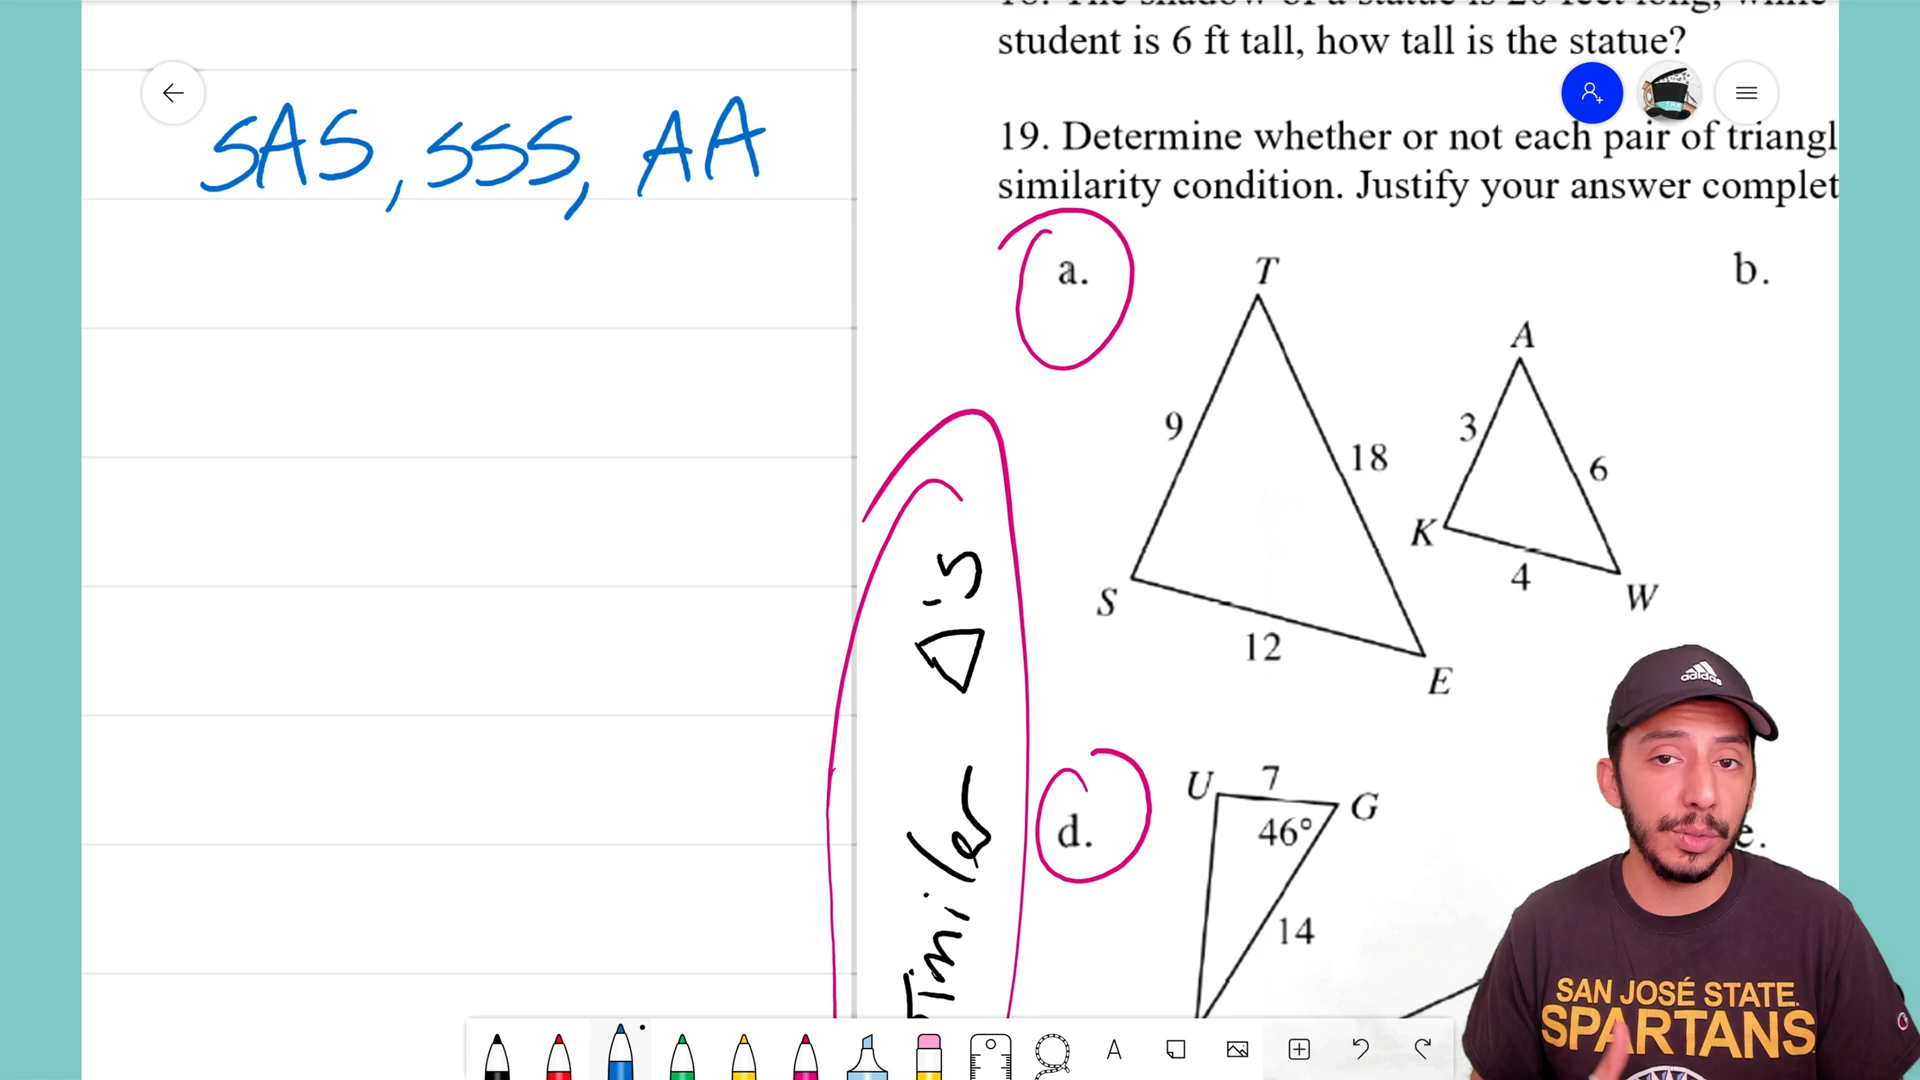 SAS, SSS, AA
student is 6 ft tall, how tall is the statue?
19. Determine whether or not each pair of triangl
similarity condition. Justify your answer complet
a.
T
9
18
S
12
E
A
3
6
K
4
W
b.
Similar Δ's
d.
U 7 G
46°
14
e.
adidas
SAN JOSÉ STATE
SPARTANS
A